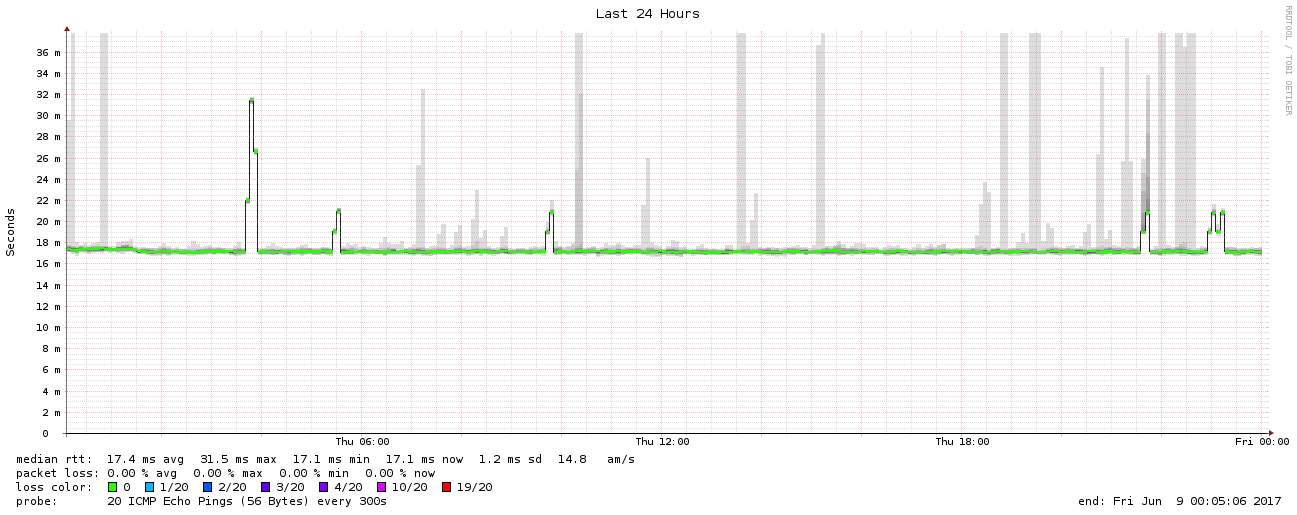 Last 24 Hours
RRDTOOL / TOBI OETIKER
Seconds
36 m
34 m
32 m
30 m
28 m
26 m
24 m
22 m
20 m
18 m
16 m
14 m
12 m
10 m
8 m
6 m
4 m
2 m
0
Thu 06:00 Thu 12:00 Thu 18:00 Fri 00:00
median rtt: 17.4 ms avg 31.5 ms max 17.1 ms min 17.1 ms now 1.2 ms sd 14.8 am/s
packet loss: 0.00 % avg 0.00 % max 0.00 % min 0.00 % now
loss color: 0 1/20 2/20 3/20 4/20 10/20 19/20
probe: 20 ICMP Echo Pings (56 Bytes) every 300s end: Fri Jun 9 00:05:06 2017